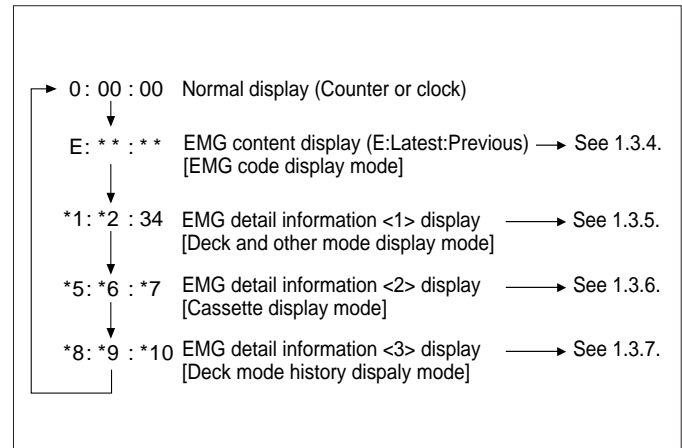 0 : 00 : 00 Normal display (Counter or clock)
E: * * : * * EMG content display (E:Latest:Previous) See 1.3.4.
[EMG code display mode]
*1: *2 : 34 EMG detail information <1> display See 1.3.5.
[Deck and other mode display mode]
*5: *6 : *7 EMG detail information <2> display See 1.3.6.
[Cassette display mode]
*8: *9 : *10 EMG detail information <3> display See 1.3.7.
[Deck mode history dispaly mode]